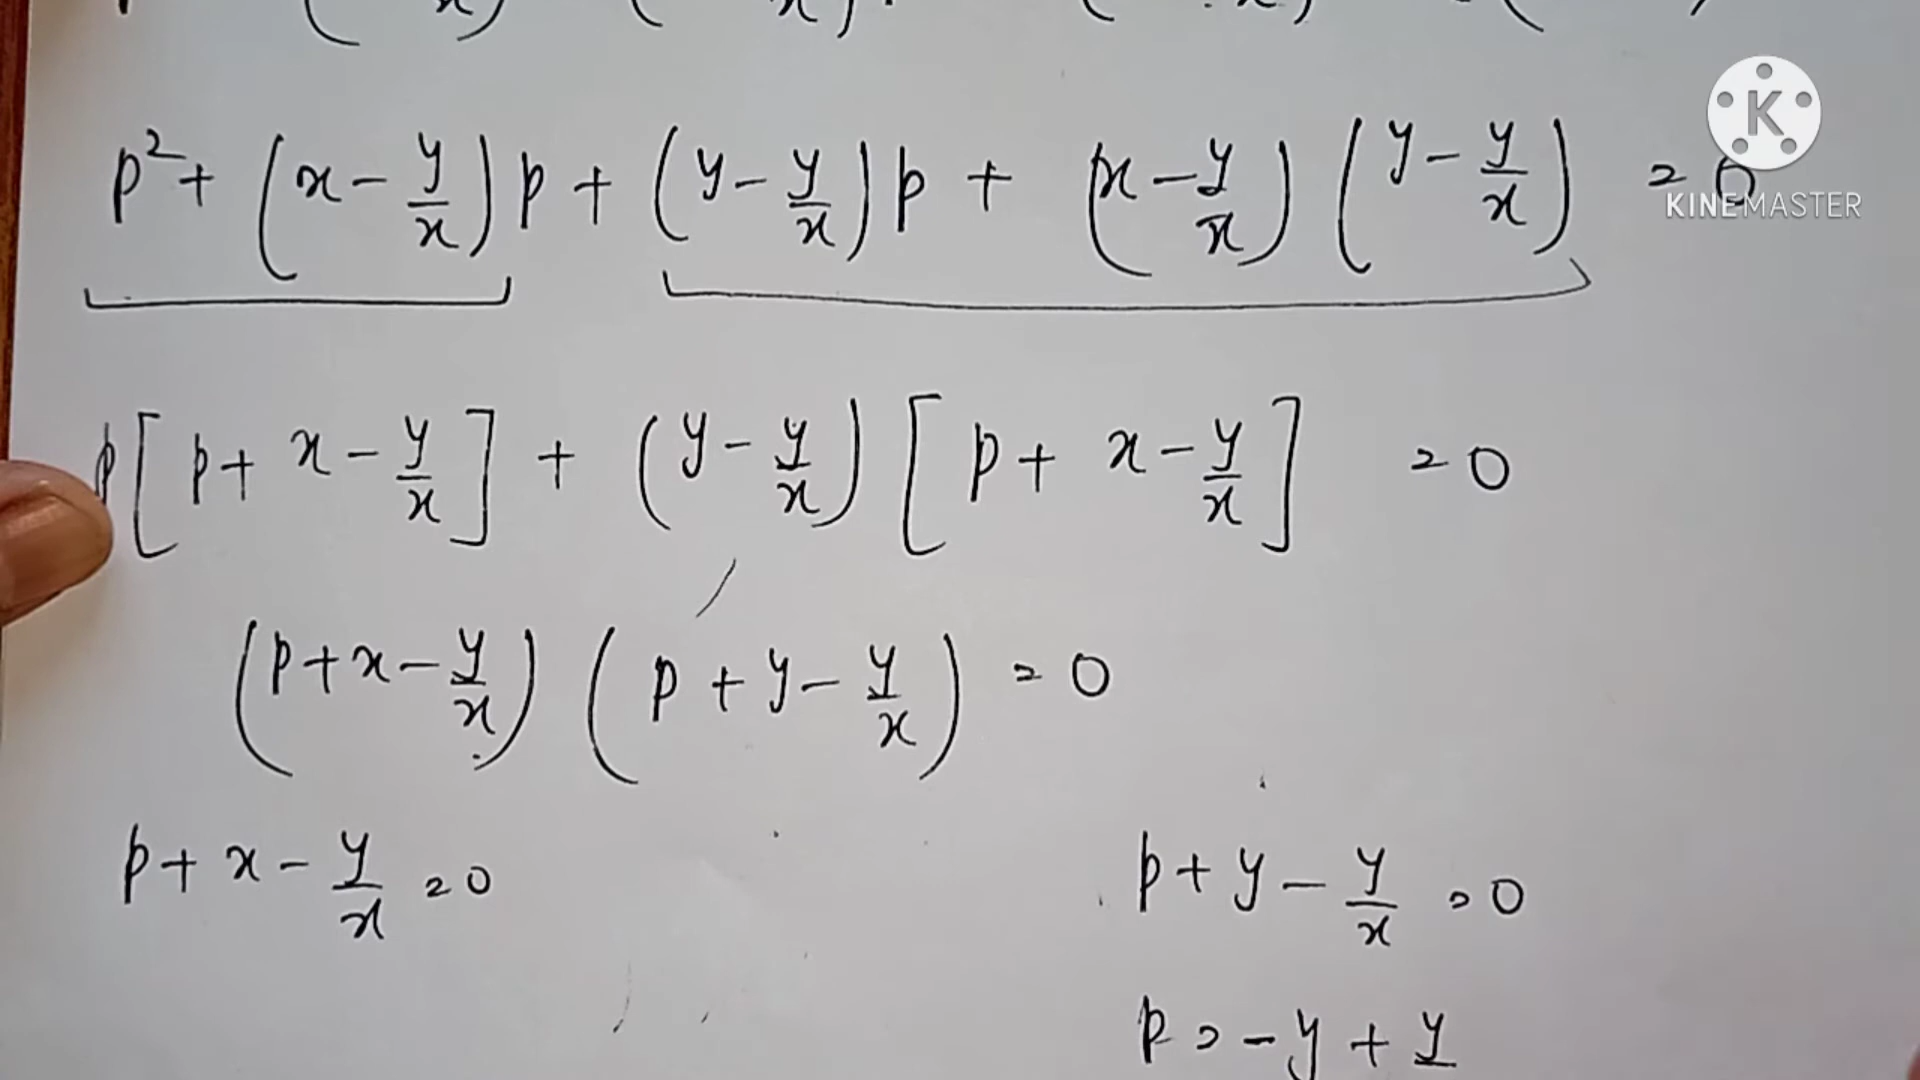 p² + (x - y/x) p + (y - y/x) p + (x - y/x) (y - y/x) = 0
K
KINEMASTER
p[p + x - y/x] + (y - y/x) [p + x - y/x] = 0
(p + x - y/x) (p + y - y/x) = 0
p + x - y/x = 0
p + y - y/x = 0
p = -y + y